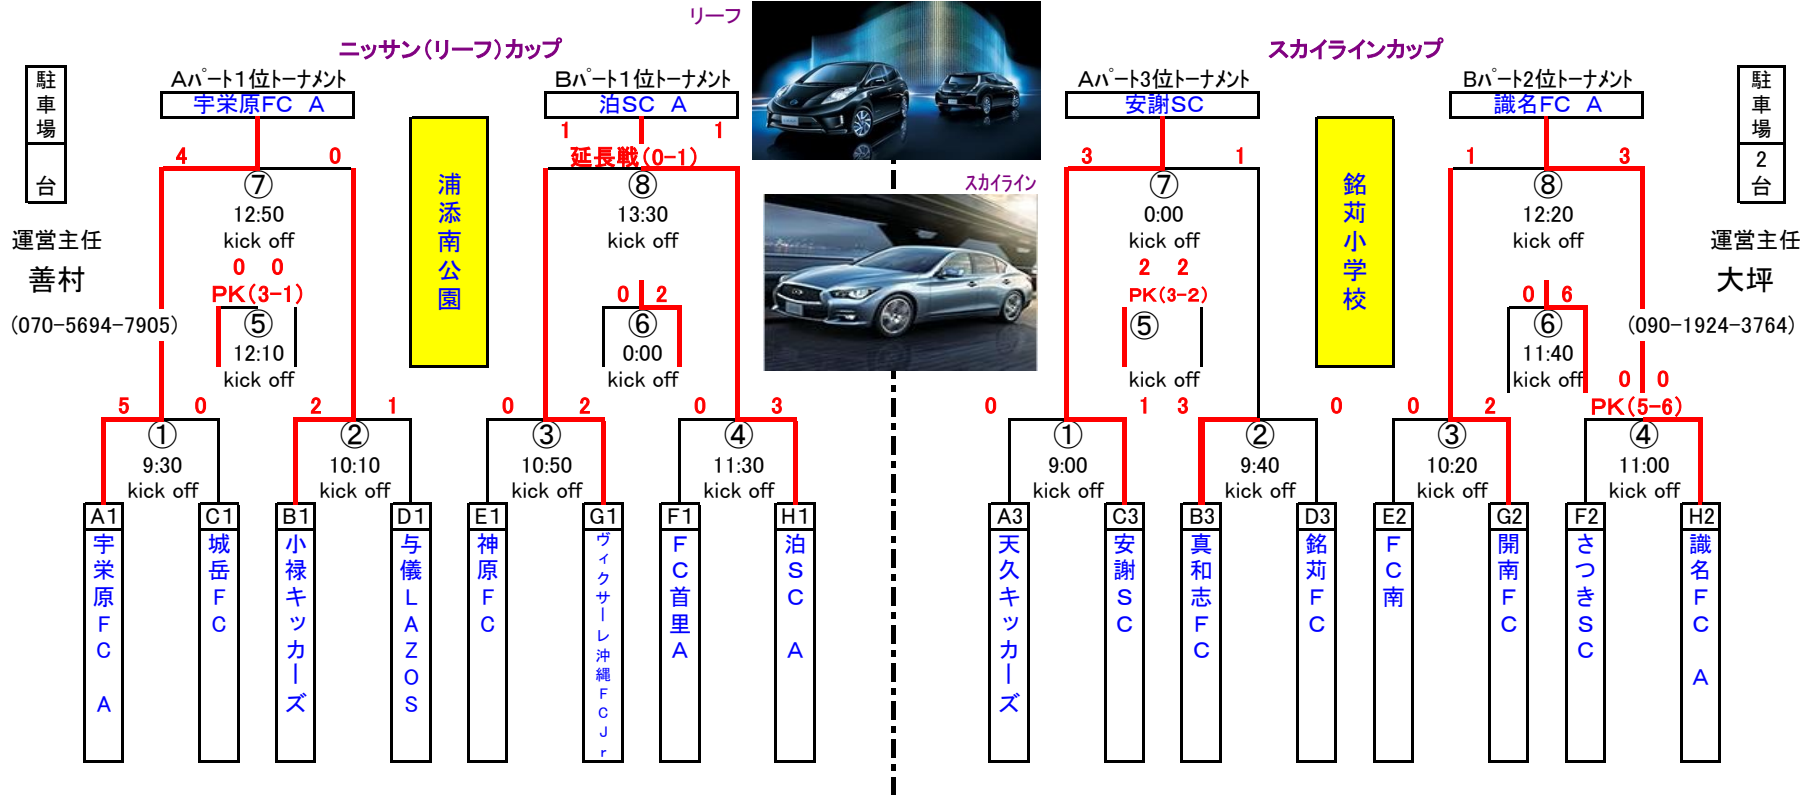 リーフ
ニッサン（リーフ）カップ
スカイラインカップ
Aパート1位トーナメント
Bパート1位トーナメント
Aパート3位トーナメント
Bパート2位トーナメント
宇栄原FC A
泊SC A
安謝SC
識名FC A
駐車場
台
駐車場
2台
4 0
1 1
延長戦(0-1)
3 1
1 3
⑦
12:50
kick off
⑧
13:30
kick off
⑦
0:00
kick off
⑧
12:20
kick off
浦添南公園
スカイライン
銘苅小学校
運営主任
善村
(070-5694-7905)
運営主任
大坪
(090-1924-3764)
0 0
PK(3-1)
⑤
12:10
kick off
0 2
⑥
0:00
kick off
2 2
PK(3-2)
⑤
kick off
0 6
⑥
11:40
kick off
5 0
①
9:30
kick off
2 1
②
10:10
kick off
0 2
③
10:50
kick off
0 3
④
11:30
kick off
0 1
①
9:00
kick off
3 0
②
9:40
kick off
0 2
③
10:20
kick off
0 0
PK(5-6)
④
11:00
kick off
A1
宇栄原FC A
C1
城岳FC
B1
小禄キッカーズ
D1
与儀LAZOS
E1
神原FC
G1
ヴィクサーレ沖縄FCJr
F1
FC首里A
H1
泊SC A
A3
天久キッカーズ
C3
安謝SC
B3
真和志FC
D3
銘苅FC
E2
FC南
G2
開南FC
F2
さつきSC
H2
識名FC A